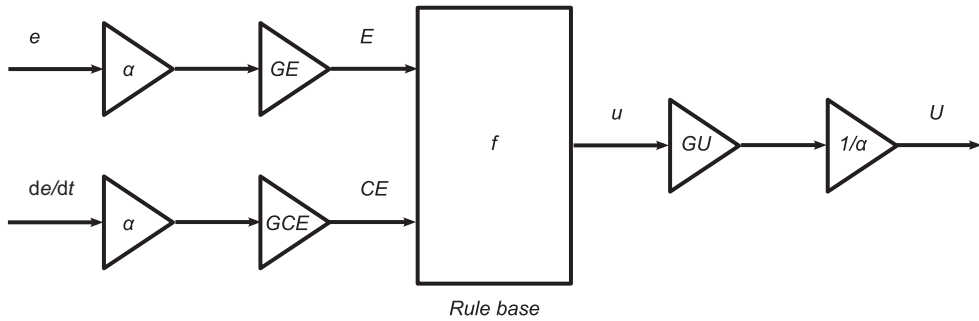 e
α
GE
E
de/dt
α
GCE
CE
f
Rule base
u
GU
1/α
U